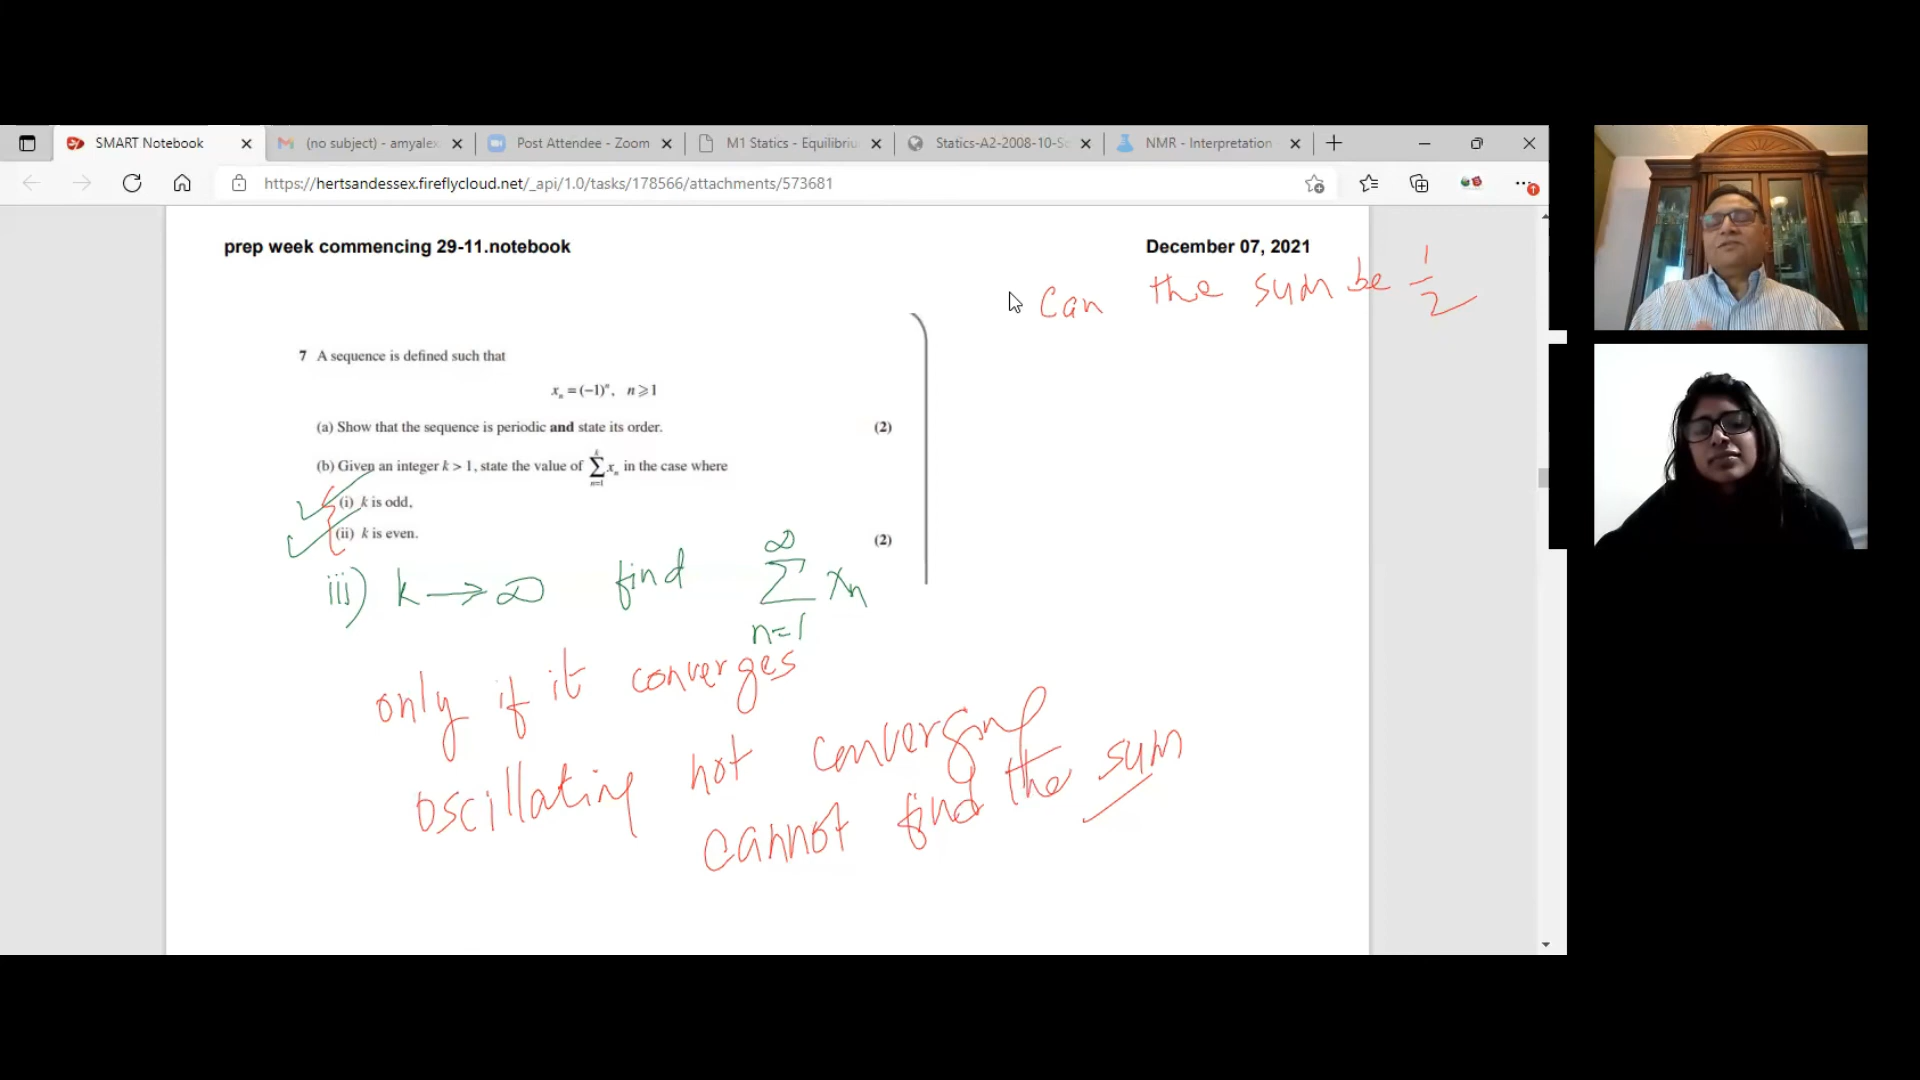 SMART Notebook
(no subject) - amyalex
Post Attendee - Zoom
M1 Statics - Equilibriu
Statics-A2-2008-10-So
NMR - Interpretation
https://hertsandessex.fireflycloud.net/_api/1.0/tasks/178566/attachments/573681
prep week commencing 29-11.notebook
December 07, 2021
Can the sum be 1/2
7 A sequence is defined such that
xₙ = (−1)ⁿ, n ⩾ 1
(a) Show that the sequence is periodic and state its order. (2)
(b) Given an integer k > 1, state the value of ∑ₙ₌₁ᵏ xₙ in the case where
(i) k is odd,
(ii) k is even.
(2)
iii) k → ∞ find ∑ₙ₌₁^∞ xₙ
only if it converges
oscillating not converging
cannot find the sum